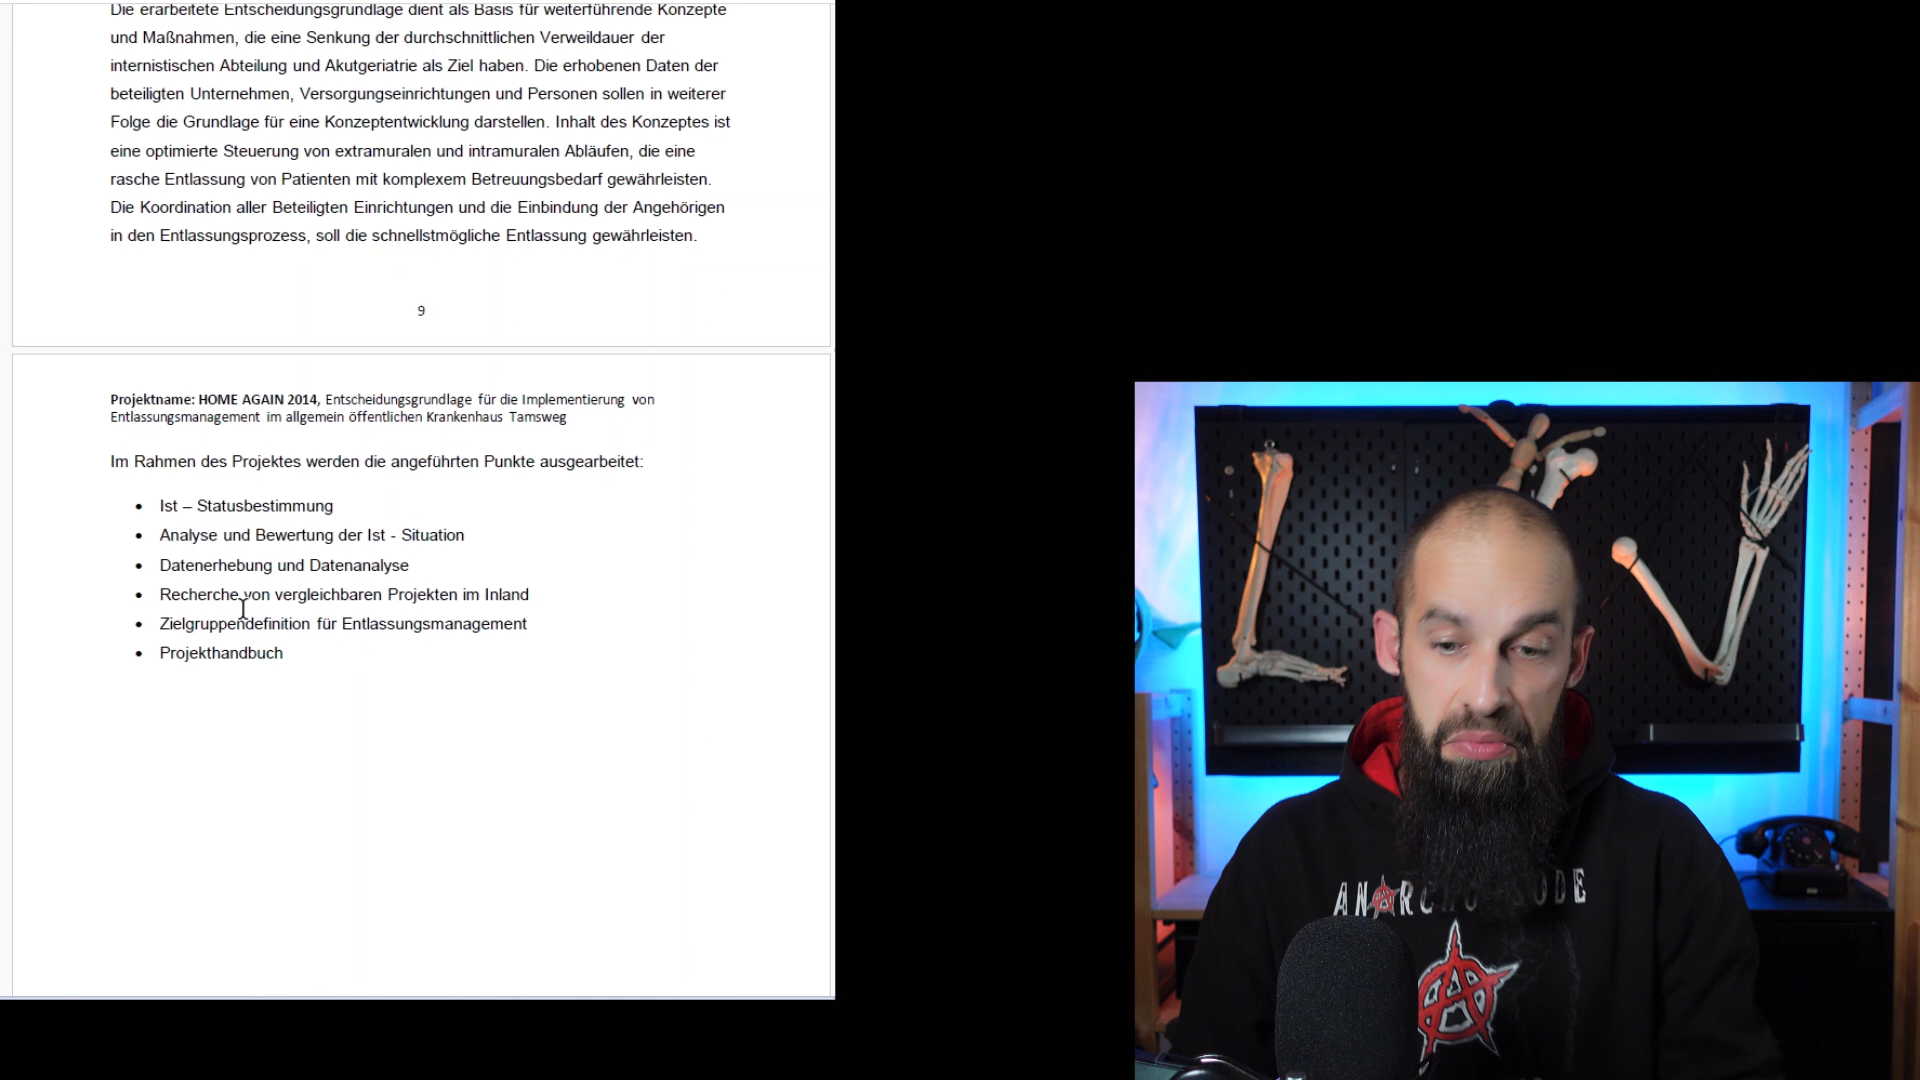 Die erarbeitete Entscheidungsgrundlage dient als Basis für weiterführende Konzepte
und Maßnahmen, die eine Senkung der durchschnittlichen Verweildauer der
internistischen Abteilung und Akutgeriatrie als Ziel haben. Die erhobenen Daten der
beteiligten Unternehmen, Versorgungseinrichtungen und Personen sollen in weiterer
Folge die Grundlage für eine Konzeptentwicklung darstellen. Inhalt des Konzeptes ist
eine optimierte Steuerung von extramuralen und intramuralen Abläufen, die eine
rasche Entlassung von Patienten mit komplexem Betreuungsbedarf gewährleisten.
Die Koordination aller Beteiligten Einrichtungen und die Einbindung der Angehörigen
in den Entlassungsprozess, soll die schnellstmögliche Entlassung gewährleisten.
9
Projektname: HOME AGAIN 2014, Entscheidungsgrundlage für die Implementierung von
Entlassungsmanagement im allgemein öffentlichen Krankenhaus Tamsweg
Im Rahmen des Projektes werden die angeführten Punkte ausgearbeitet:
• Ist – Statusbestimmung
• Analyse und Bewertung der Ist - Situation
• Datenerhebung und Datenanalyse
• Recherche von vergleichbaren Projekten im Inland
• Zielgruppendefinition für Entlassungsmanagement
• Projekthandbuch